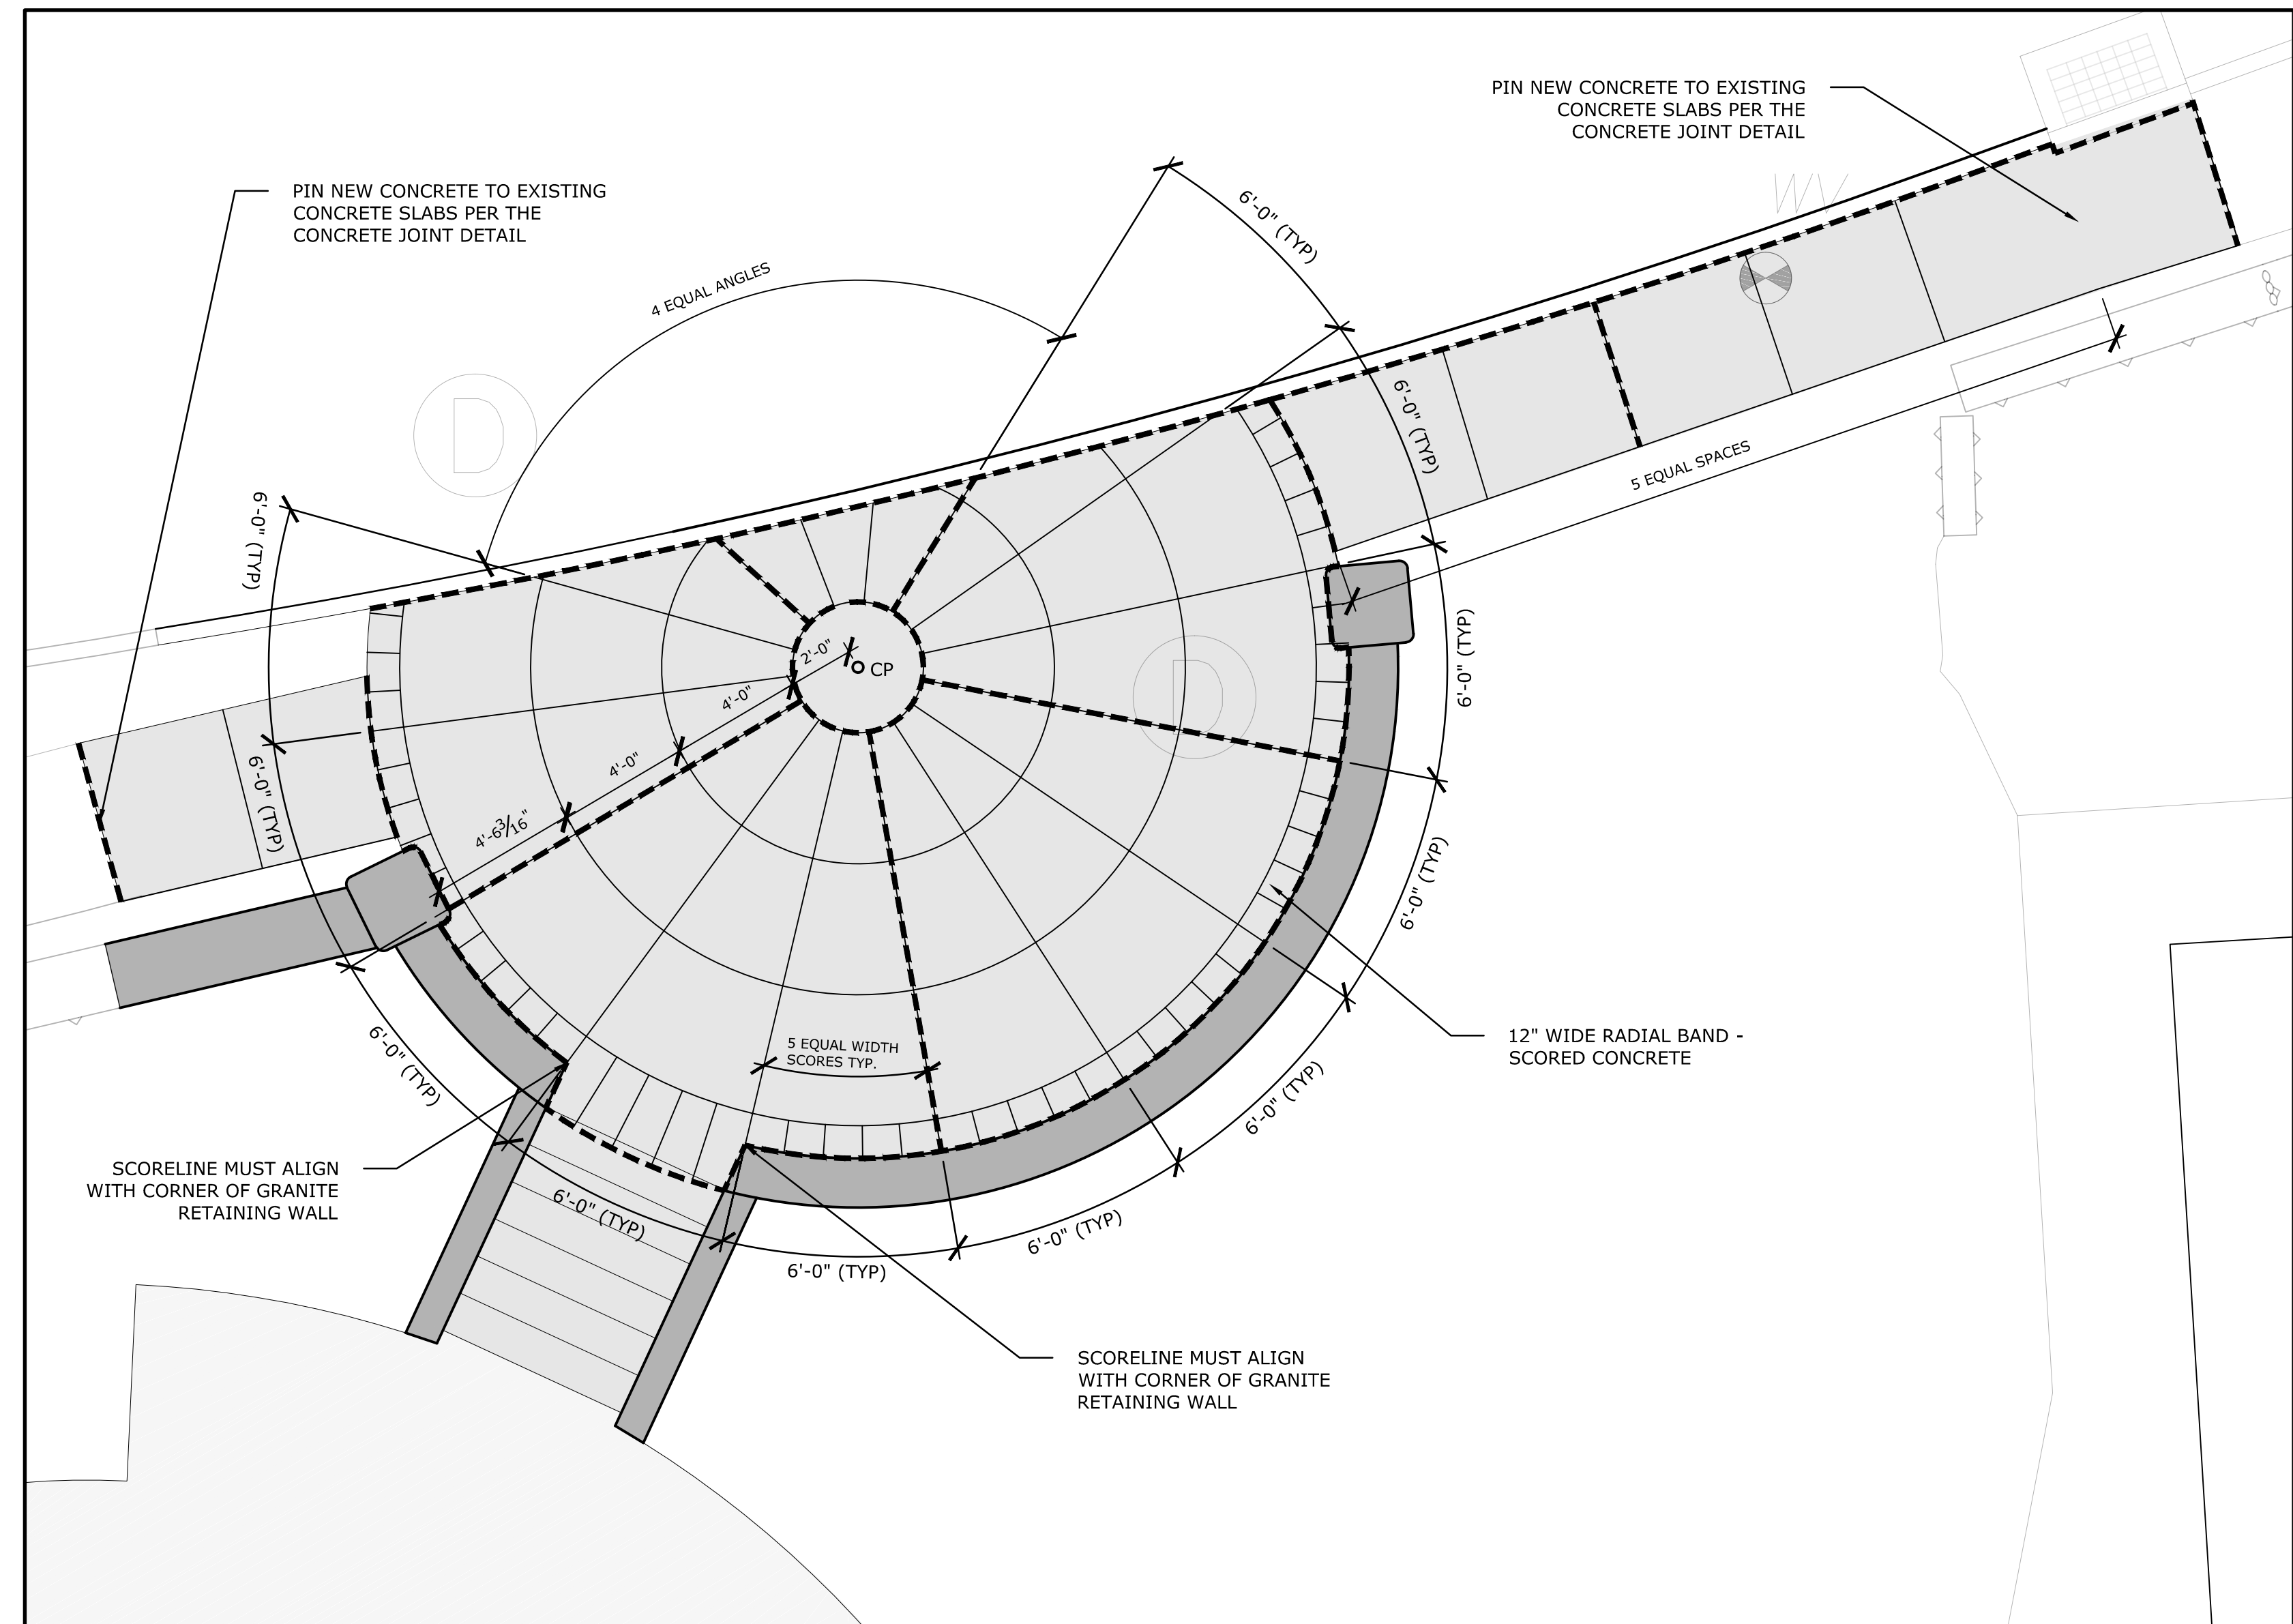 PIN NEW CONCRETE TO EXISTING
CONCRETE SLABS PER THE
CONCRETE JOINT DETAIL
PIN NEW CONCRETE TO EXISTING
CONCRETE SLABS PER THE
CONCRETE JOINT DETAIL
W
6'-0" (TYP)
4 EQUAL ANGLES
D
6'-0" (TYP)
5 EQUAL SPACES
6'-0" (TYP)
6'-0" (TYP)
2'-0"
CP
4'-0"
D
4'-0"
6'-0" (TYP)
4'-6 3/16"
6'-0" (TYP)
12" WIDE RADIAL BAND -
SCORED CONCRETE
5 EQUAL WIDTH
SCORES TYP.
6'-0" (TYP)
6'-0" (TYP)
SCORELINE MUST ALIGN
WITH CORNER OF GRANITE
RETAINING WALL
6'-0" (TYP)
6'-0" (TYP)
6'-0" (TYP)
SCORELINE MUST ALIGN
WITH CORNER OF GRANITE
RETAINING WALL